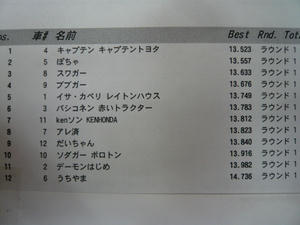 os. 車# 名前 Best Rnd. Tot
1 4 キャプテン キャプテントヨタ 13.523 ラウンド 1
2 5 ぽちゃ 13.557 ラウンド 1
3 8 スワガー 13.633 ラウンド 1
4 9 ププガー 13.676 ラウンド 1
5 1 イサ・カベリ レイトンハウス 13.749 ラウンド 1
6 3 バシコネン 赤いトラクター 13.783 ラウンド 1
7 11 kenソン KENHONDA 13.812 ラウンド 1
8 7 アレ済 13.823 ラウンド 1
9 12 だいちゃん 13.840 ラウンド 1
10 10 ソダガー ボロトン 13.916 ラウンド 1
11 2 デーモンはじめ 13.982 ラウンド 1
12 6 うちやま 14.736 ラウンド 1